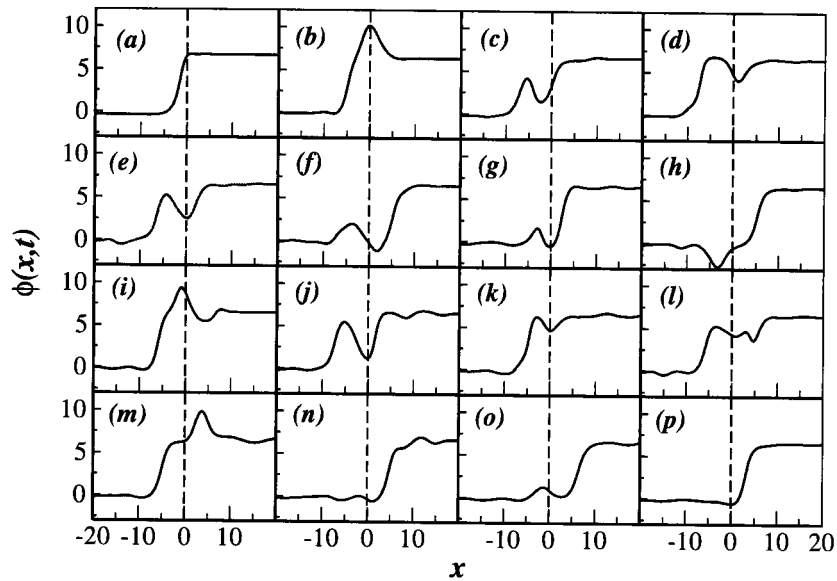 10
5
0
(a)
(b)
(c)
(d)
10
5
0
(e)
(f)
(g)
(h)
ϕ(x,t)
10
5
0
(i)
(j)
(k)
(l)
10
5
0
(m)
(n)
(o)
(p)
-20 -10 0 10 -10 0 10 -10 0 10 -10 0 10 20
x